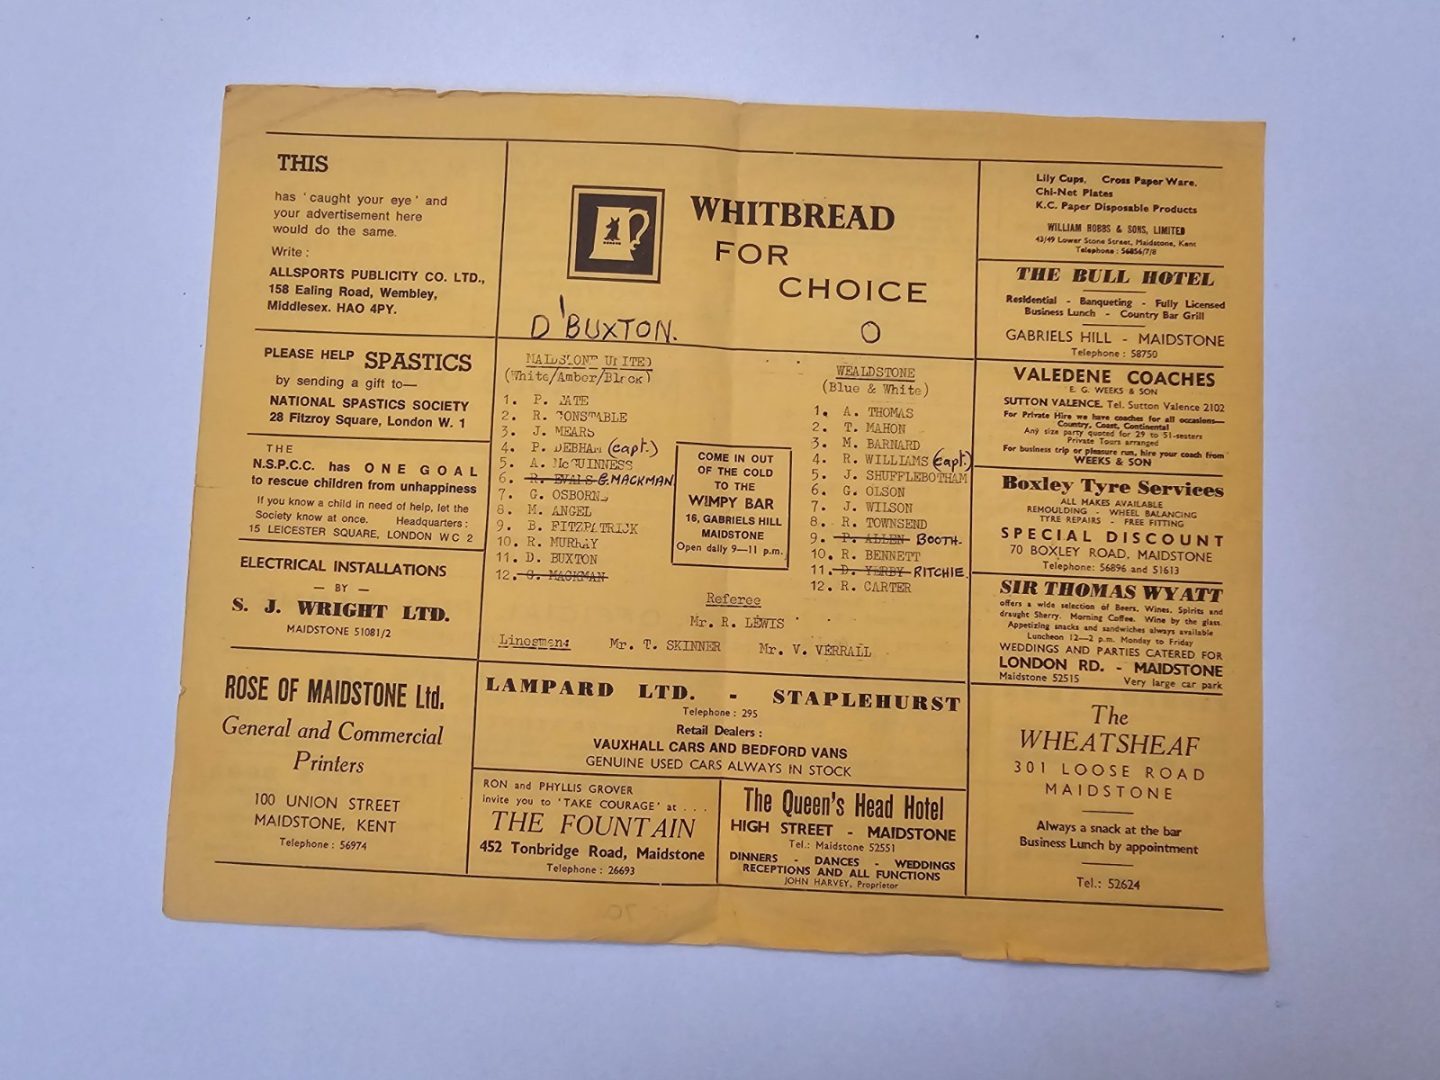 THIS
has 'caught your eye' and
your advertisement here
would do the same.
Write :
ALLSPORTS PUBLICITY CO. LTD.,
158 Ealing Road, Wembley,
Middlesex. HAO 4PY.
PLEASE HELP SPASTICS
by sending a gift to—
NATIONAL SPASTICS SOCIETY
28 Fitzroy Square, London W. 1
THE
N.S.P.C.C. has ONE GOAL
to rescue children from unhappiness
If you know a child in need of help, let the
Society know at once. Headquarters :
15 LEICESTER SQUARE, LONDON WC 2
ELECTRICAL INSTALLATIONS
— BY —
S. J. WRIGHT LTD.
MAIDSTONE 51081/2
ROSE OF MAIDSTONE Ltd.
General and Commercial
Printers
100 UNION STREET
MAIDSTONE, KENT
Telephone : 56974
WHITBREAD
FOR
CHOICE
1
D BUXTON.
0
MAIDSTONE UNITED
(White/Amber/Black)
1. P. 
2. R. CONSTABLE
3. J. MEARS
4. P. DEBHAM (capt.)
5. A. McGUINNESS
6. R. EVANS G. MACKMAN
7. G. OSBORNE
8. M. ANGEL
9. B. FITZPATRICK
10. R. MURRAY
11. D. BUXTON
12. G. MACKMAN
COME IN OUT
OF THE COLD
TO THE
WIMPY BAR
16, GABRIELS HILL
MAIDSTONE
Open daily 9—11 p.m.
WEALDSTONE
(Blue & White)
1. A. THOMAS
2. T. MAHON
3. M. BARNARD
4. R. WILLIAMS (Capt.)
5. J. SHUFFLEBOTHAM
6. G. OLSON
7. J. WILSON
8. R. TOWNSEND
9. P. ALLEN BOOTH.
10. R. BENNETT
11. D. YERBY RITCHIE.
12. R. CARTER
Referee
Mr. R. LEWIS
Linesmen: Mr. T. SKINNER Mr. V. VERRALL
LAMPARD LTD. - STAPLEHURST
Telephone : 295
Retail Dealers :
VAUXHALL CARS AND BEDFORD VANS
GENUINE USED CARS ALWAYS IN STOCK
RON and PHYLLIS GROVER
invite you to 'TAKE COURAGE' at . . .
THE FOUNTAIN
452 Tonbridge Road, Maidstone
Telephone : 26693
The Queen's Head Hotel
HIGH STREET - MAIDSTONE
Tel.: Maidstone 52551
DINNERS - DANCES - WEDDINGS
RECEPTIONS AND ALL FUNCTIONS
JOHN HARVEY, Proprietor
Lily Cups, Cross Paper Ware,
Chi-Net Plates
K.C. Paper Disposable Products
WILLIAM HOBBS & SONS, LIMITED
43/49 Lower Stone Street, Maidstone, Kent
Telephone : 56856/7/8
THE BULL HOTEL
Residential - Banqueting - Fully Licensed
Business Lunch - Country Bar Grill
GABRIELS HILL - MAIDSTONE
Telephone : 58750
VALEDENE COACHES
E. G. WEEKS & SON
SUTTON VALENCE. Tel. Sutton Valence 2102
For Private Hire we have coaches for all occasions—
Country, Coast, Continental
Any size party quoted for 29 to 51-seaters
Private Tours arranged
For business trip or pleasure run, hire your coach from
WEEKS & SON
Boxley Tyre Services
ALL MAKES AVAILABLE
REMOULDING - WHEEL BALANCING
TYRE REPAIRS - FREE FITTING
SPECIAL DISCOUNT
70 BOXLEY ROAD, MAIDSTONE
Telephone: 56896 and 51613
SIR THOMAS WYATT
offers a wide selection of Beers, Wines, Spirits and
draught Sherry. Morning Coffee. Wine by the glass.
Appetizing snacks and sandwiches always available
Luncheon 12—2 p.m. Monday to Friday
WEDDINGS AND PARTIES CATERED FOR
LONDON RD. - MAIDSTONE
Maidstone 52515 Very large car park
The
WHEATSHEAF
301 LOOSE ROAD
MAIDSTONE
Always a snack at the bar
Business Lunch by appointment
Tel.: 52624